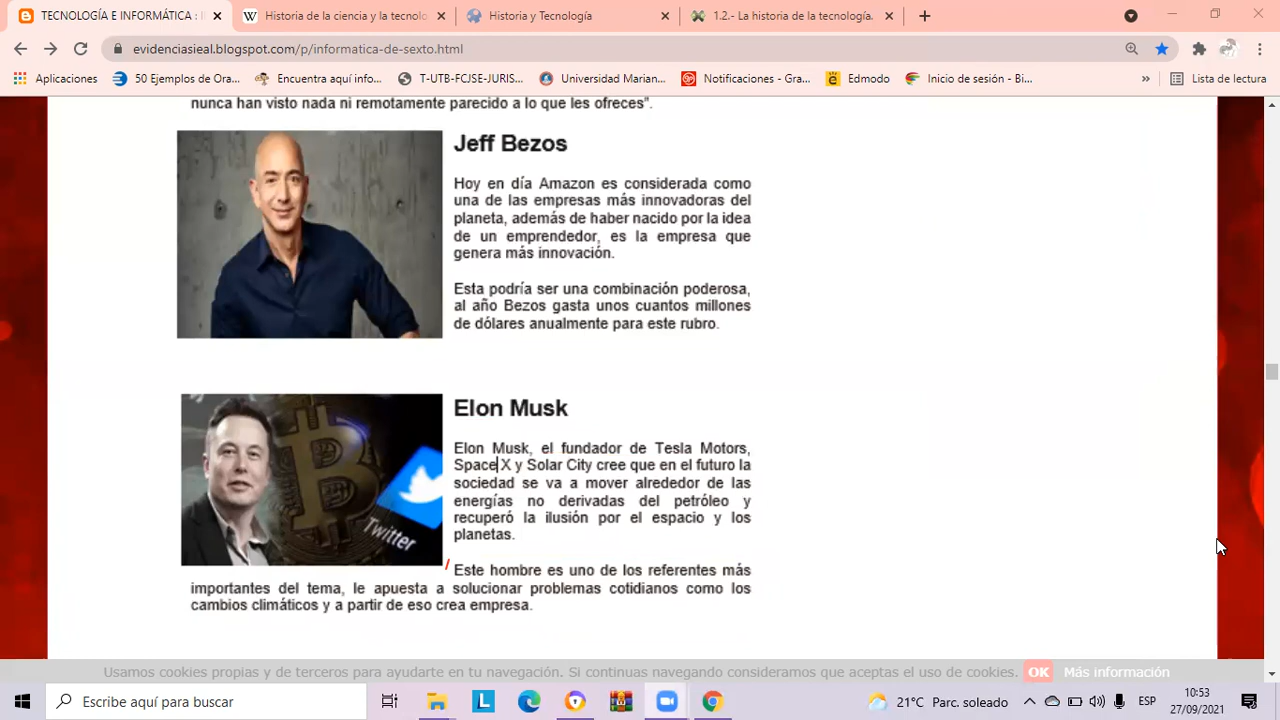 TECNOLOGÍA E INFORMÁTICA : II
Historia de la ciencia y la tecnolo
Historia y Tecnología
1.2.- La historia de la tecnología.
evidenciasieal.blogspot.com/p/informatica-de-sexto.html
Aplicaciones
50 Ejemplos de Ora...
Encuentra aquí info...
T-UTB-FCJSE-JURIS...
Universidad Marian...
Notificaciones - Gra...
Edmodo
Inicio de sesión - Bi...
»
Lista de lectura
nunca han visto nada ni remotamente parecido a lo que les ofreces”.
Jeff Bezos
Hoy en día Amazon es considerada como
una de las empresas más innovadoras del
planeta, además de haber nacido por la idea
de un emprendedor, es la empresa que
genera más innovación.
Esta podría ser una combinación poderosa,
al año Bezos gasta unos cuantos millones
de dólares anualmente para este rubro.
Elon Musk
Elon Musk, el fundador de Tesla Motors,
Space X y Solar City cree que en el futuro la
sociedad se va a mover alrededor de las
energías no derivadas del petróleo y
recuperó la ilusión por el espacio y los
planetas.
Twitter
Este hombre es uno de los referentes más
importantes del tema, le apuesta a solucionar problemas cotidianos como los
cambios climáticos y a partir de eso crea empresa.
Usamos cookies propias y de terceros para ayudarte en tu navegación. Si continuas navegando consideramos que aceptas el uso de cookies. OK Más información
Escribe aquí para buscar
21°C Parc. soleado
ESP
10:53
27/09/2021